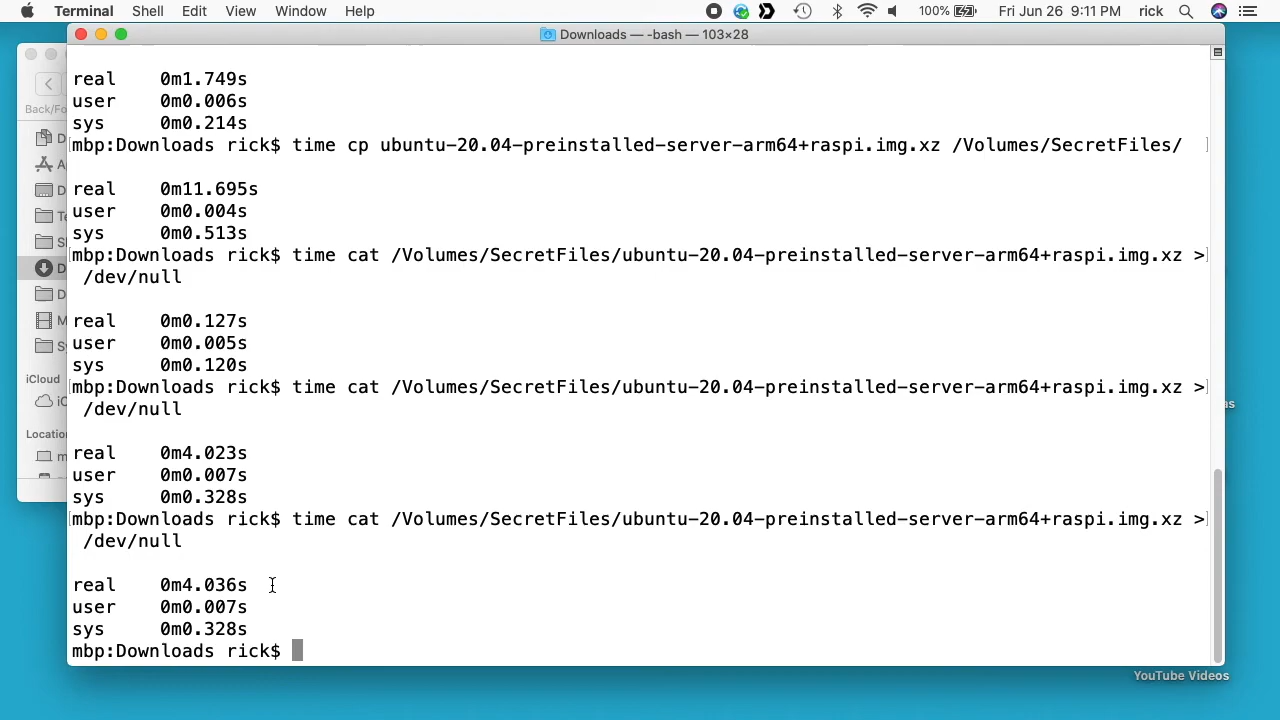 Terminal Shell Edit View Window Help 100% Fri Jun 26 9:11 PM rick
Downloads — -bash — 103×28
Back/Fo
D
A
D
Te
S
D
D
M
Sy
iCloud
iC
Location
m
real 0m1.749s
user 0m0.006s
sys 0m0.214s
[mbp:Downloads rick$ time cp ubuntu-20.04-preinstalled-server-arm64+raspi.img.xz /Volumes/SecretFiles/ ]
real 0m11.695s
user 0m0.004s
sys 0m0.513s
[mbp:Downloads rick$ time cat /Volumes/SecretFiles/ubuntu-20.04-preinstalled-server-arm64+raspi.img.xz >]
/dev/null
real 0m0.127s
user 0m0.005s
sys 0m0.120s
[mbp:Downloads rick$ time cat /Volumes/SecretFiles/ubuntu-20.04-preinstalled-server-arm64+raspi.img.xz >]
/dev/null
real 0m4.023s
user 0m0.007s
sys 0m0.328s
[mbp:Downloads rick$ time cat /Volumes/SecretFiles/ubuntu-20.04-preinstalled-server-arm64+raspi.img.xz >]
/dev/null
real 0m4.036s
user 0m0.007s
sys 0m0.328s
mbp:Downloads rick$
as
YouTube Videos